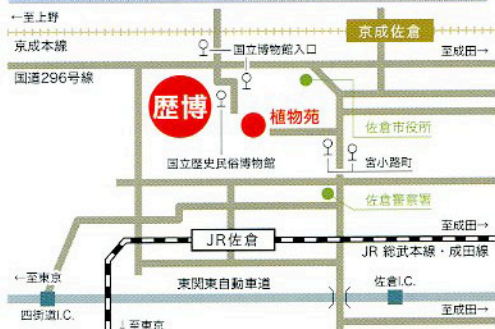 ←至上野
京成本線
国立博物館入口
京成佐倉
至成田→
国道296号線
歴博
植物苑
佐倉市役所
国立歴史民俗博物館
宮小路町
佐倉警察署
JR佐倉
至成田→
JR 総武本線・成田線
←至東京
東関東自動車道
佐倉I.C.
四街道I.C.
↓至東京
至成田→